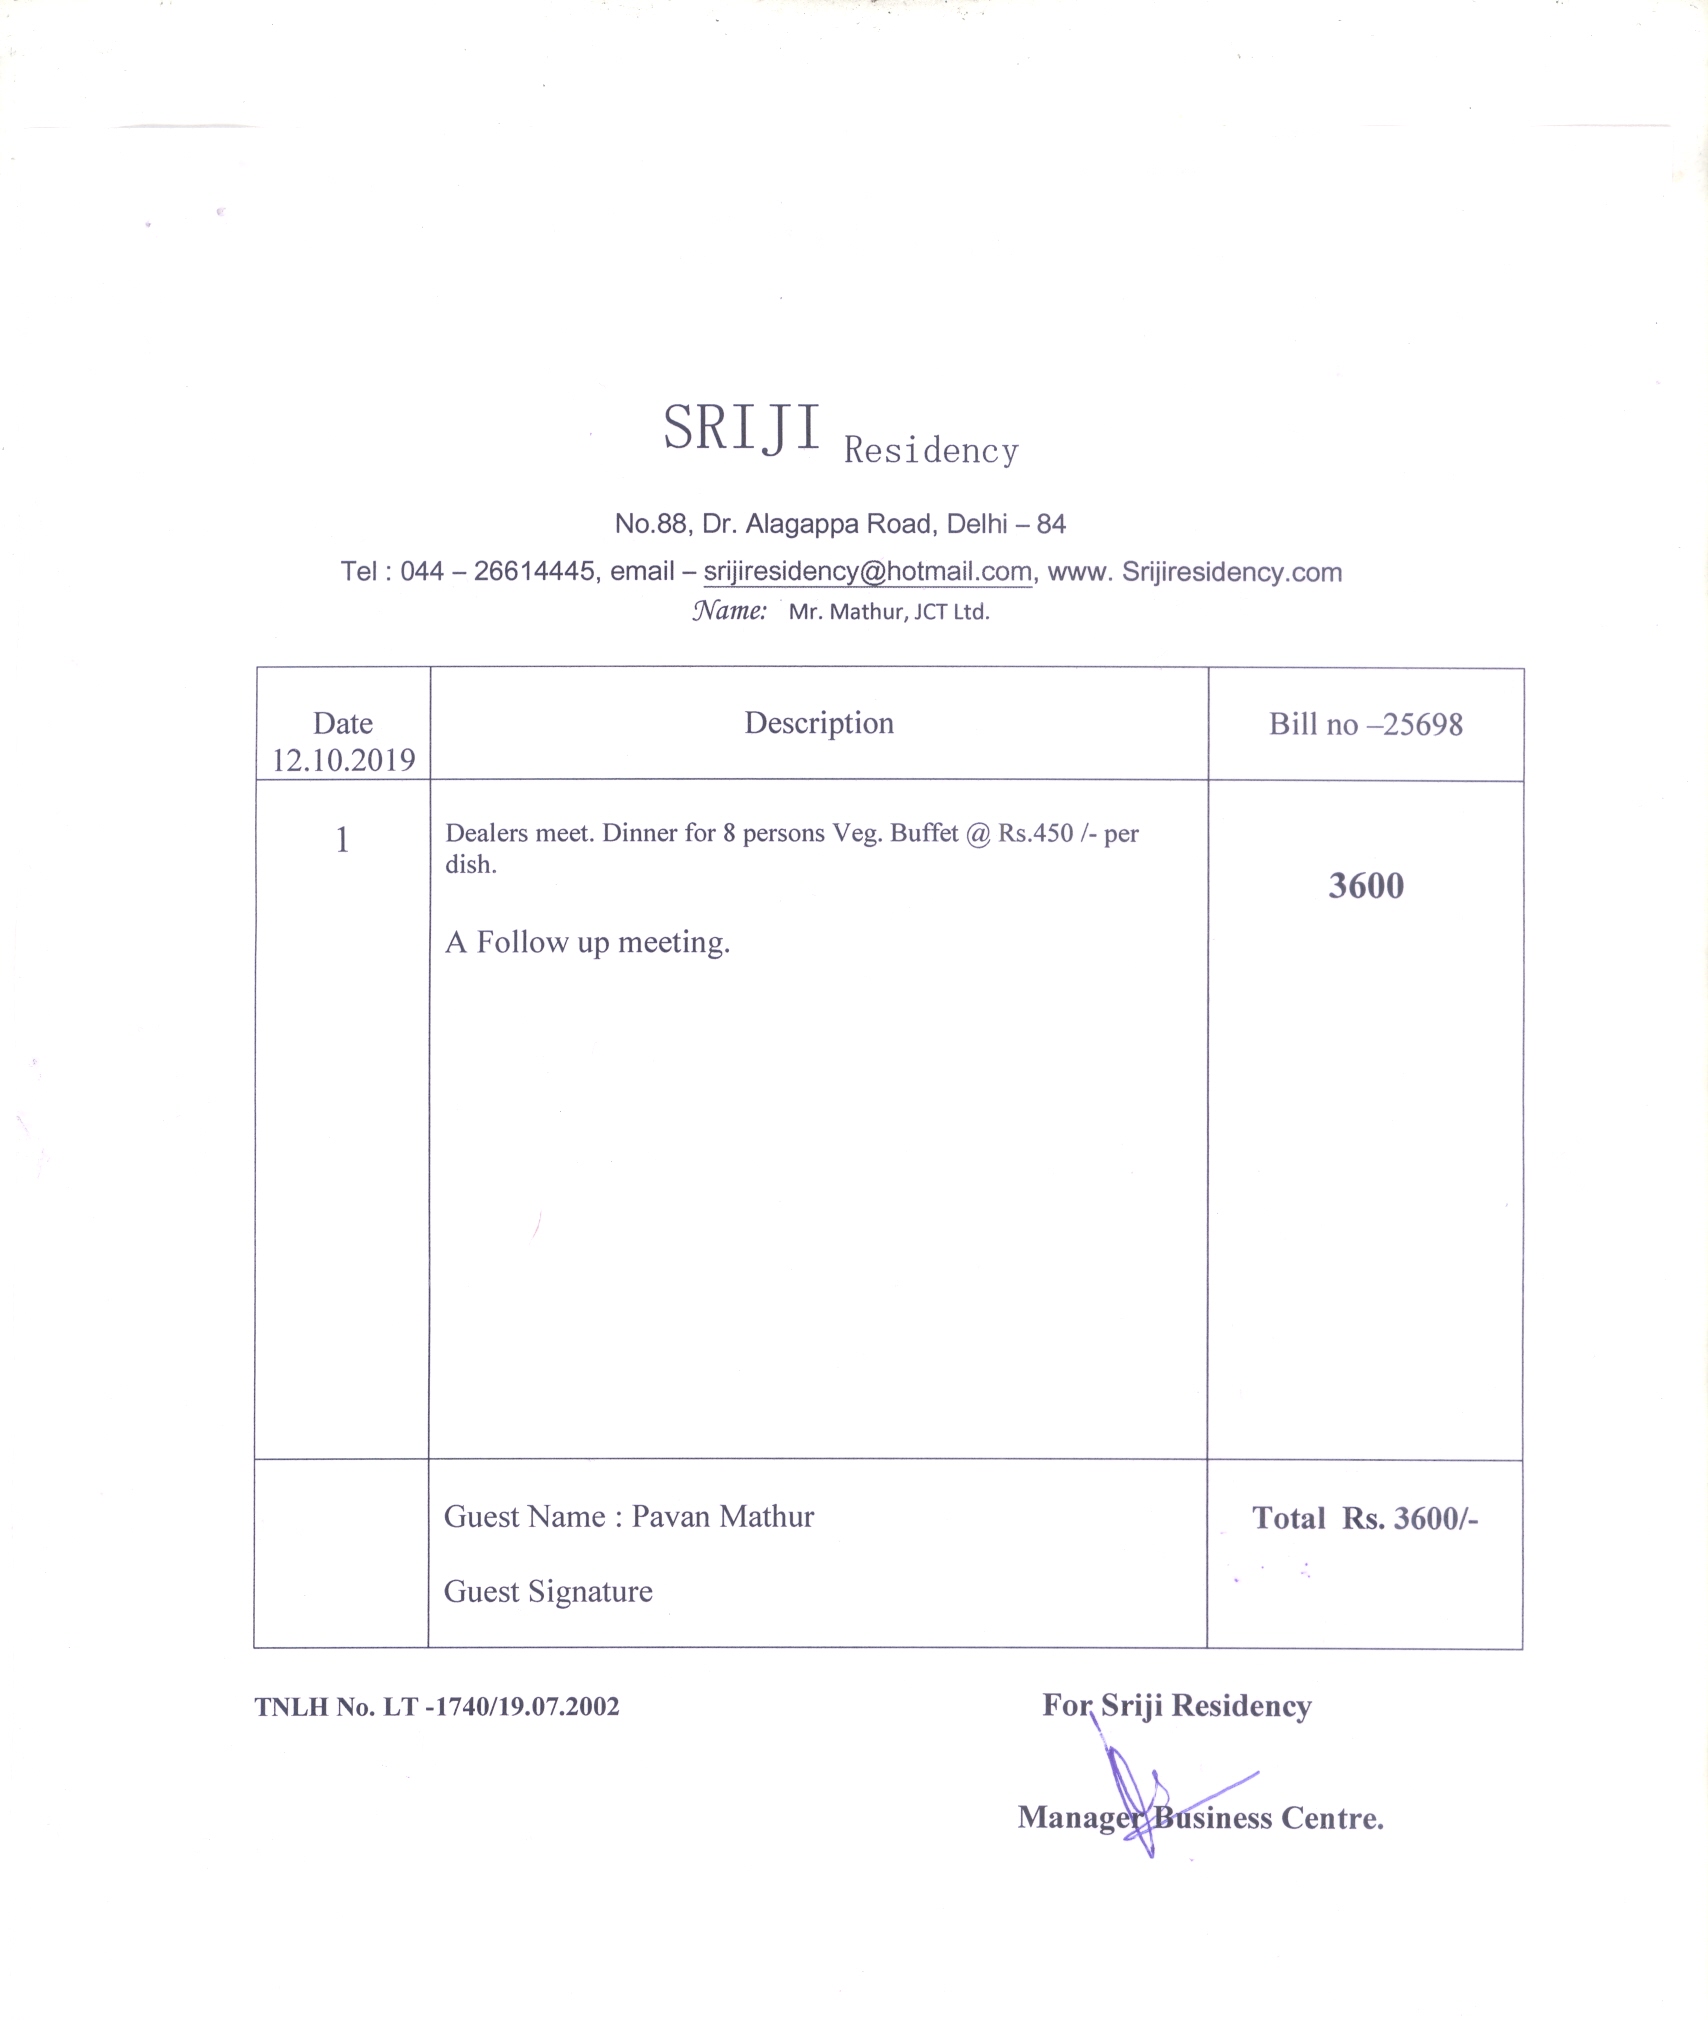 SRIJI Residency
No.88, Dr. Alagappa Road, Delhi – 84
Tel : 044 – 26614445, email – srijiresidency@hotmail.com, www. Srijiresidency.com
Name: Mr. Mathur, JCT Ltd.
Date
12.10.2019
Description
Bill no –25698
1
Dealers meet. Dinner for 8 persons Veg. Buffet @ Rs.450 /- per
dish.
A Follow up meeting.
3600
Guest Name : Pavan Mathur
Guest Signature
Total Rs. 3600/-
TNLH No. LT -1740/19.07.2002
For Sriji Residency
Manager Business Centre.